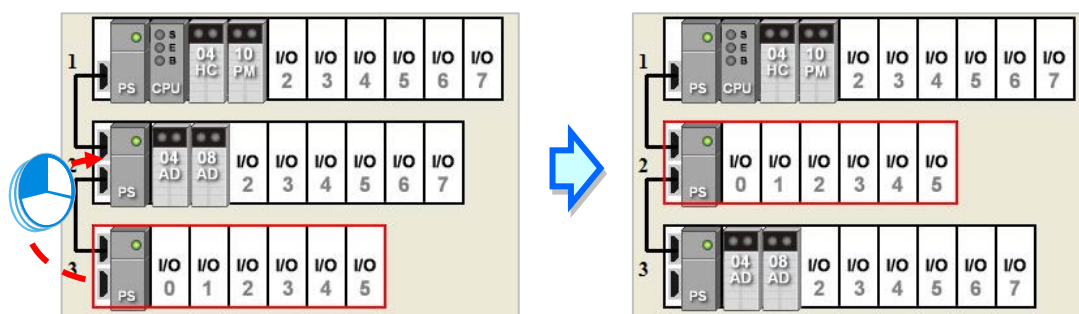 1 PS CPU S E B 04 HC 10 PM I/O 2 I/O 3 I/O 4 I/O 5 I/O 6 I/O 7
2 PS 04 AD 08 AD I/O 2 I/O 3 I/O 4 I/O 5 I/O 6 I/O 7
3 PS I/O 0 I/O 1 I/O 2 I/O 3 I/O 4 I/O 5
1 PS CPU S E B 04 HC 10 PM I/O 2 I/O 3 I/O 4 I/O 5 I/O 6 I/O 7
2 PS I/O 0 I/O 1 I/O 2 I/O 3 I/O 4 I/O 5
3 PS 04 AD 08 AD I/O 2 I/O 3 I/O 4 I/O 5 I/O 6 I/O 7